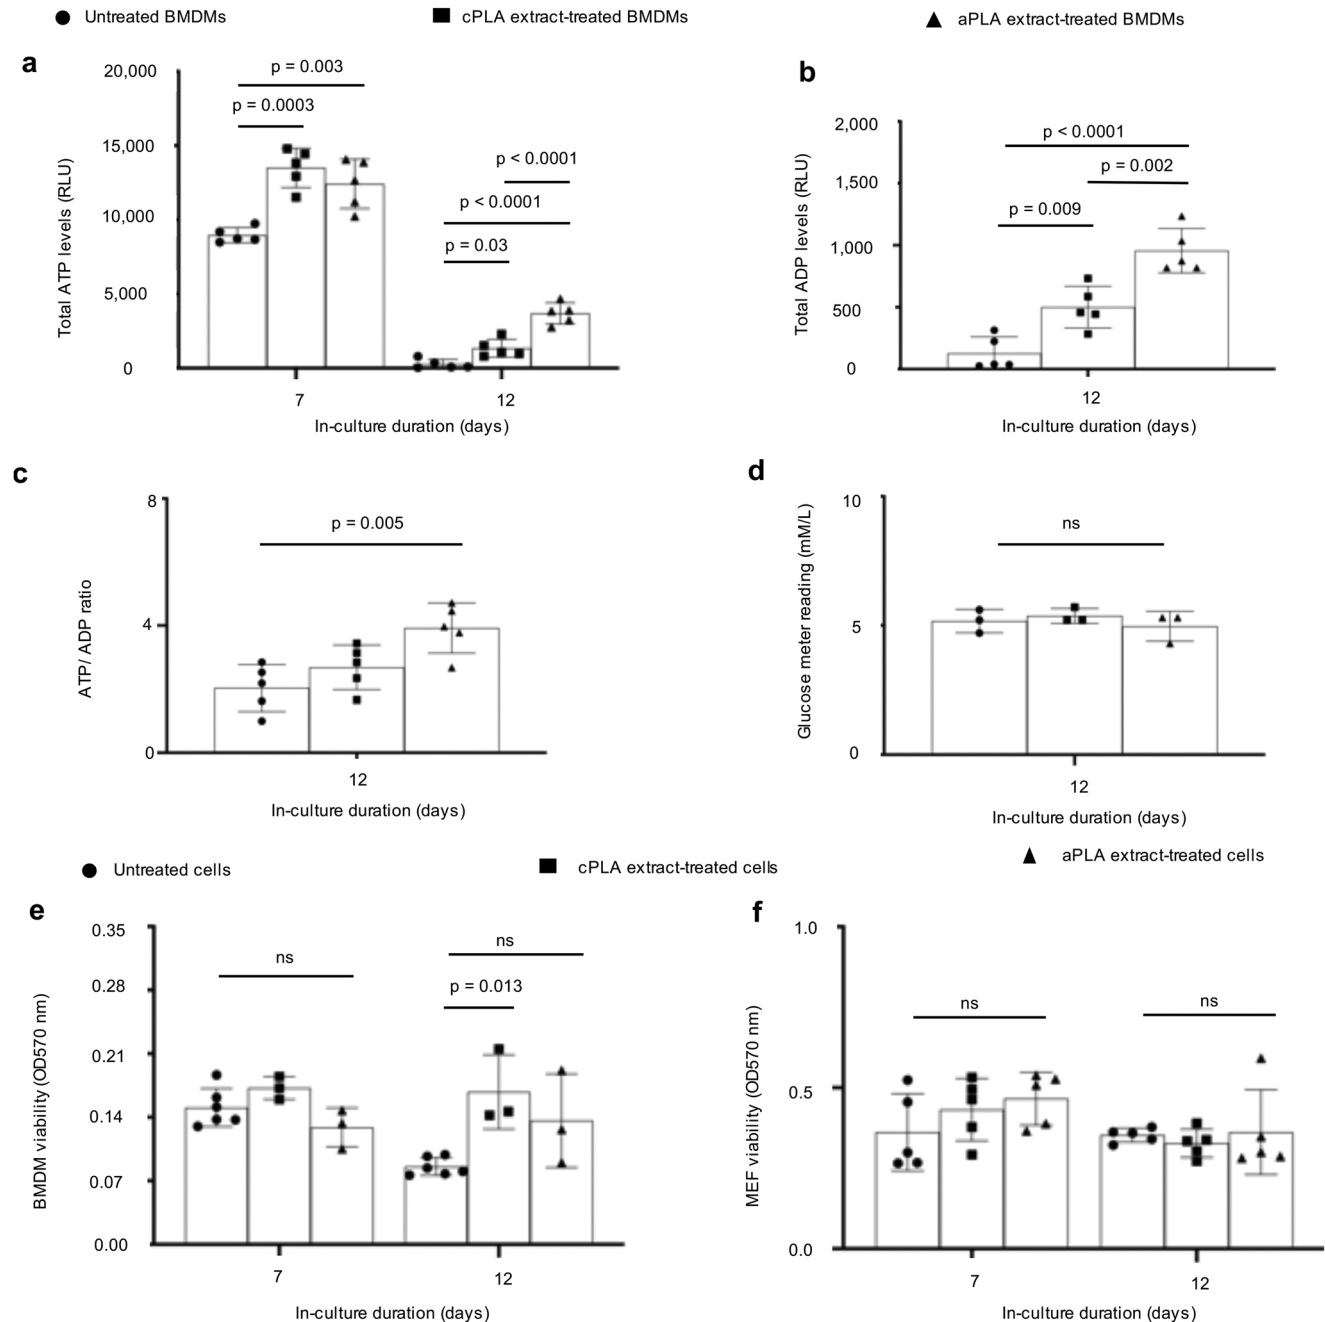 Untreated BMDMs
cPLA extract-treated BMDMs
aPLA extract-treated BMDMs
a
Total ATP levels (RLU)
20,000
15,000
10,000
5,000
0
p = 0.003
p = 0.0003
p < 0.0001
p < 0.0001
p = 0.03
7
12
In-culture duration (days)
b
Total ADP levels (RLU)
2,000
1,500
1,000
500
0
p < 0.0001
p = 0.002
p = 0.009
12
In-culture duration (days)
c
ATP/ ADP ratio
8
4
0
p = 0.005
12
In-culture duration (days)
d
Glucose meter reading (mM/L)
10
5
0
ns
12
In-culture duration (days)
Untreated cells
cPLA extract-treated cells
aPLA extract-treated cells
e
BMDM viability (OD570 nm)
0.35
0.28
0.21
0.14
0.07
0.00
ns
ns
p = 0.013
7
12
In-culture duration (days)
f
MEF viability (OD570 nm)
1.0
0.5
0.0
ns
ns
7
12
In-culture duration (days)